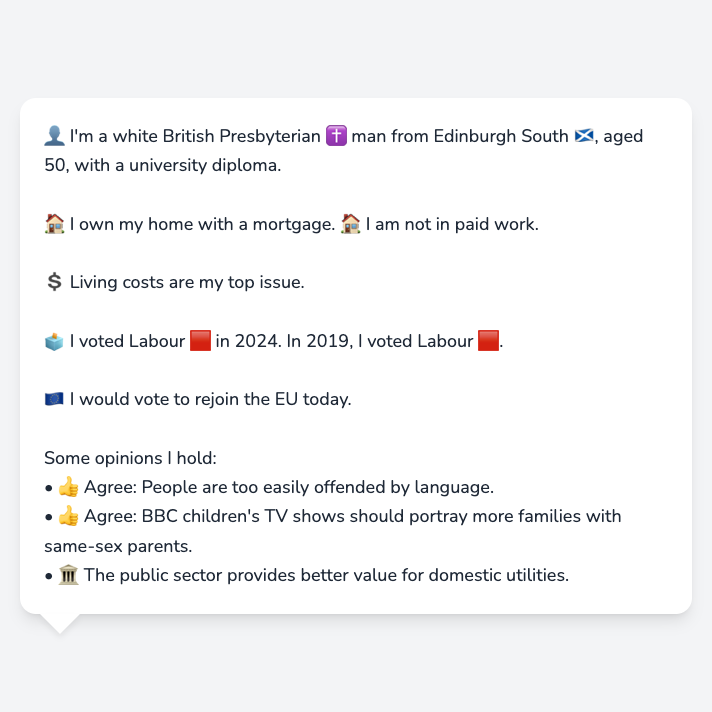 👤 I'm a white British Presbyterian ✝️ man from Edinburgh South 🏴󠁧󠁢󠁳󠁣󠁴󠁿, aged
50, with a university diploma.
🏠 I own my home with a mortgage. 🏠 I am not in paid work.
💲 Living costs are my top issue.
🗳️ I voted Labour 🟥 in 2024. In 2019, I voted Labour 🟥.
🇪🇺 I would vote to rejoin the EU today.
Some opinions I hold:
• 👍 Agree: People are too easily offended by language.
• 👍 Agree: BBC children's TV shows should portray more families with
same-sex parents.
• 🏛️ The public sector provides better value for domestic utilities.